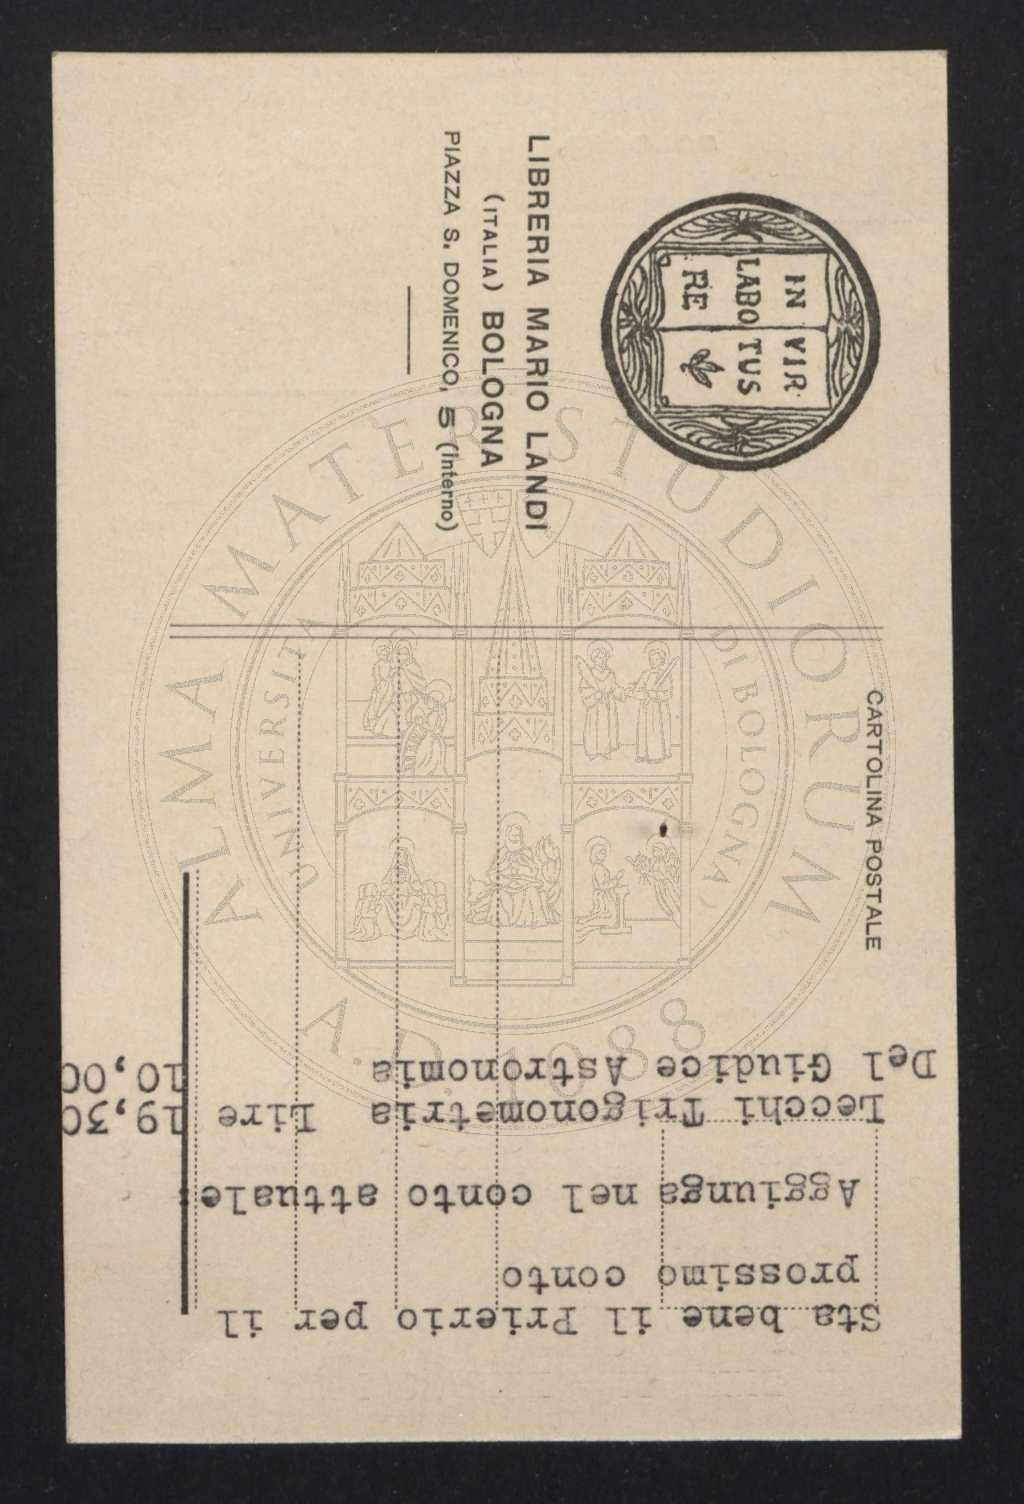 IN VIR
LABO TUS
RE
LIBRERIA MARIO LANDI
(ITALIA) BOLOGNA
PIAZZA S. DOMENICO, 5 (Interno)
CARTOLINA POSTALE
Sta bene il Prierio per il
prossimo conto
Aggiunga nel conto attuale:
Lecchi Trigonometria Lire 19,30
Del Giudice Astronomia 10,00
ALMA MATER STUDIORUM
UNIVERSITA DI BOLOGNA
A.D. 1088